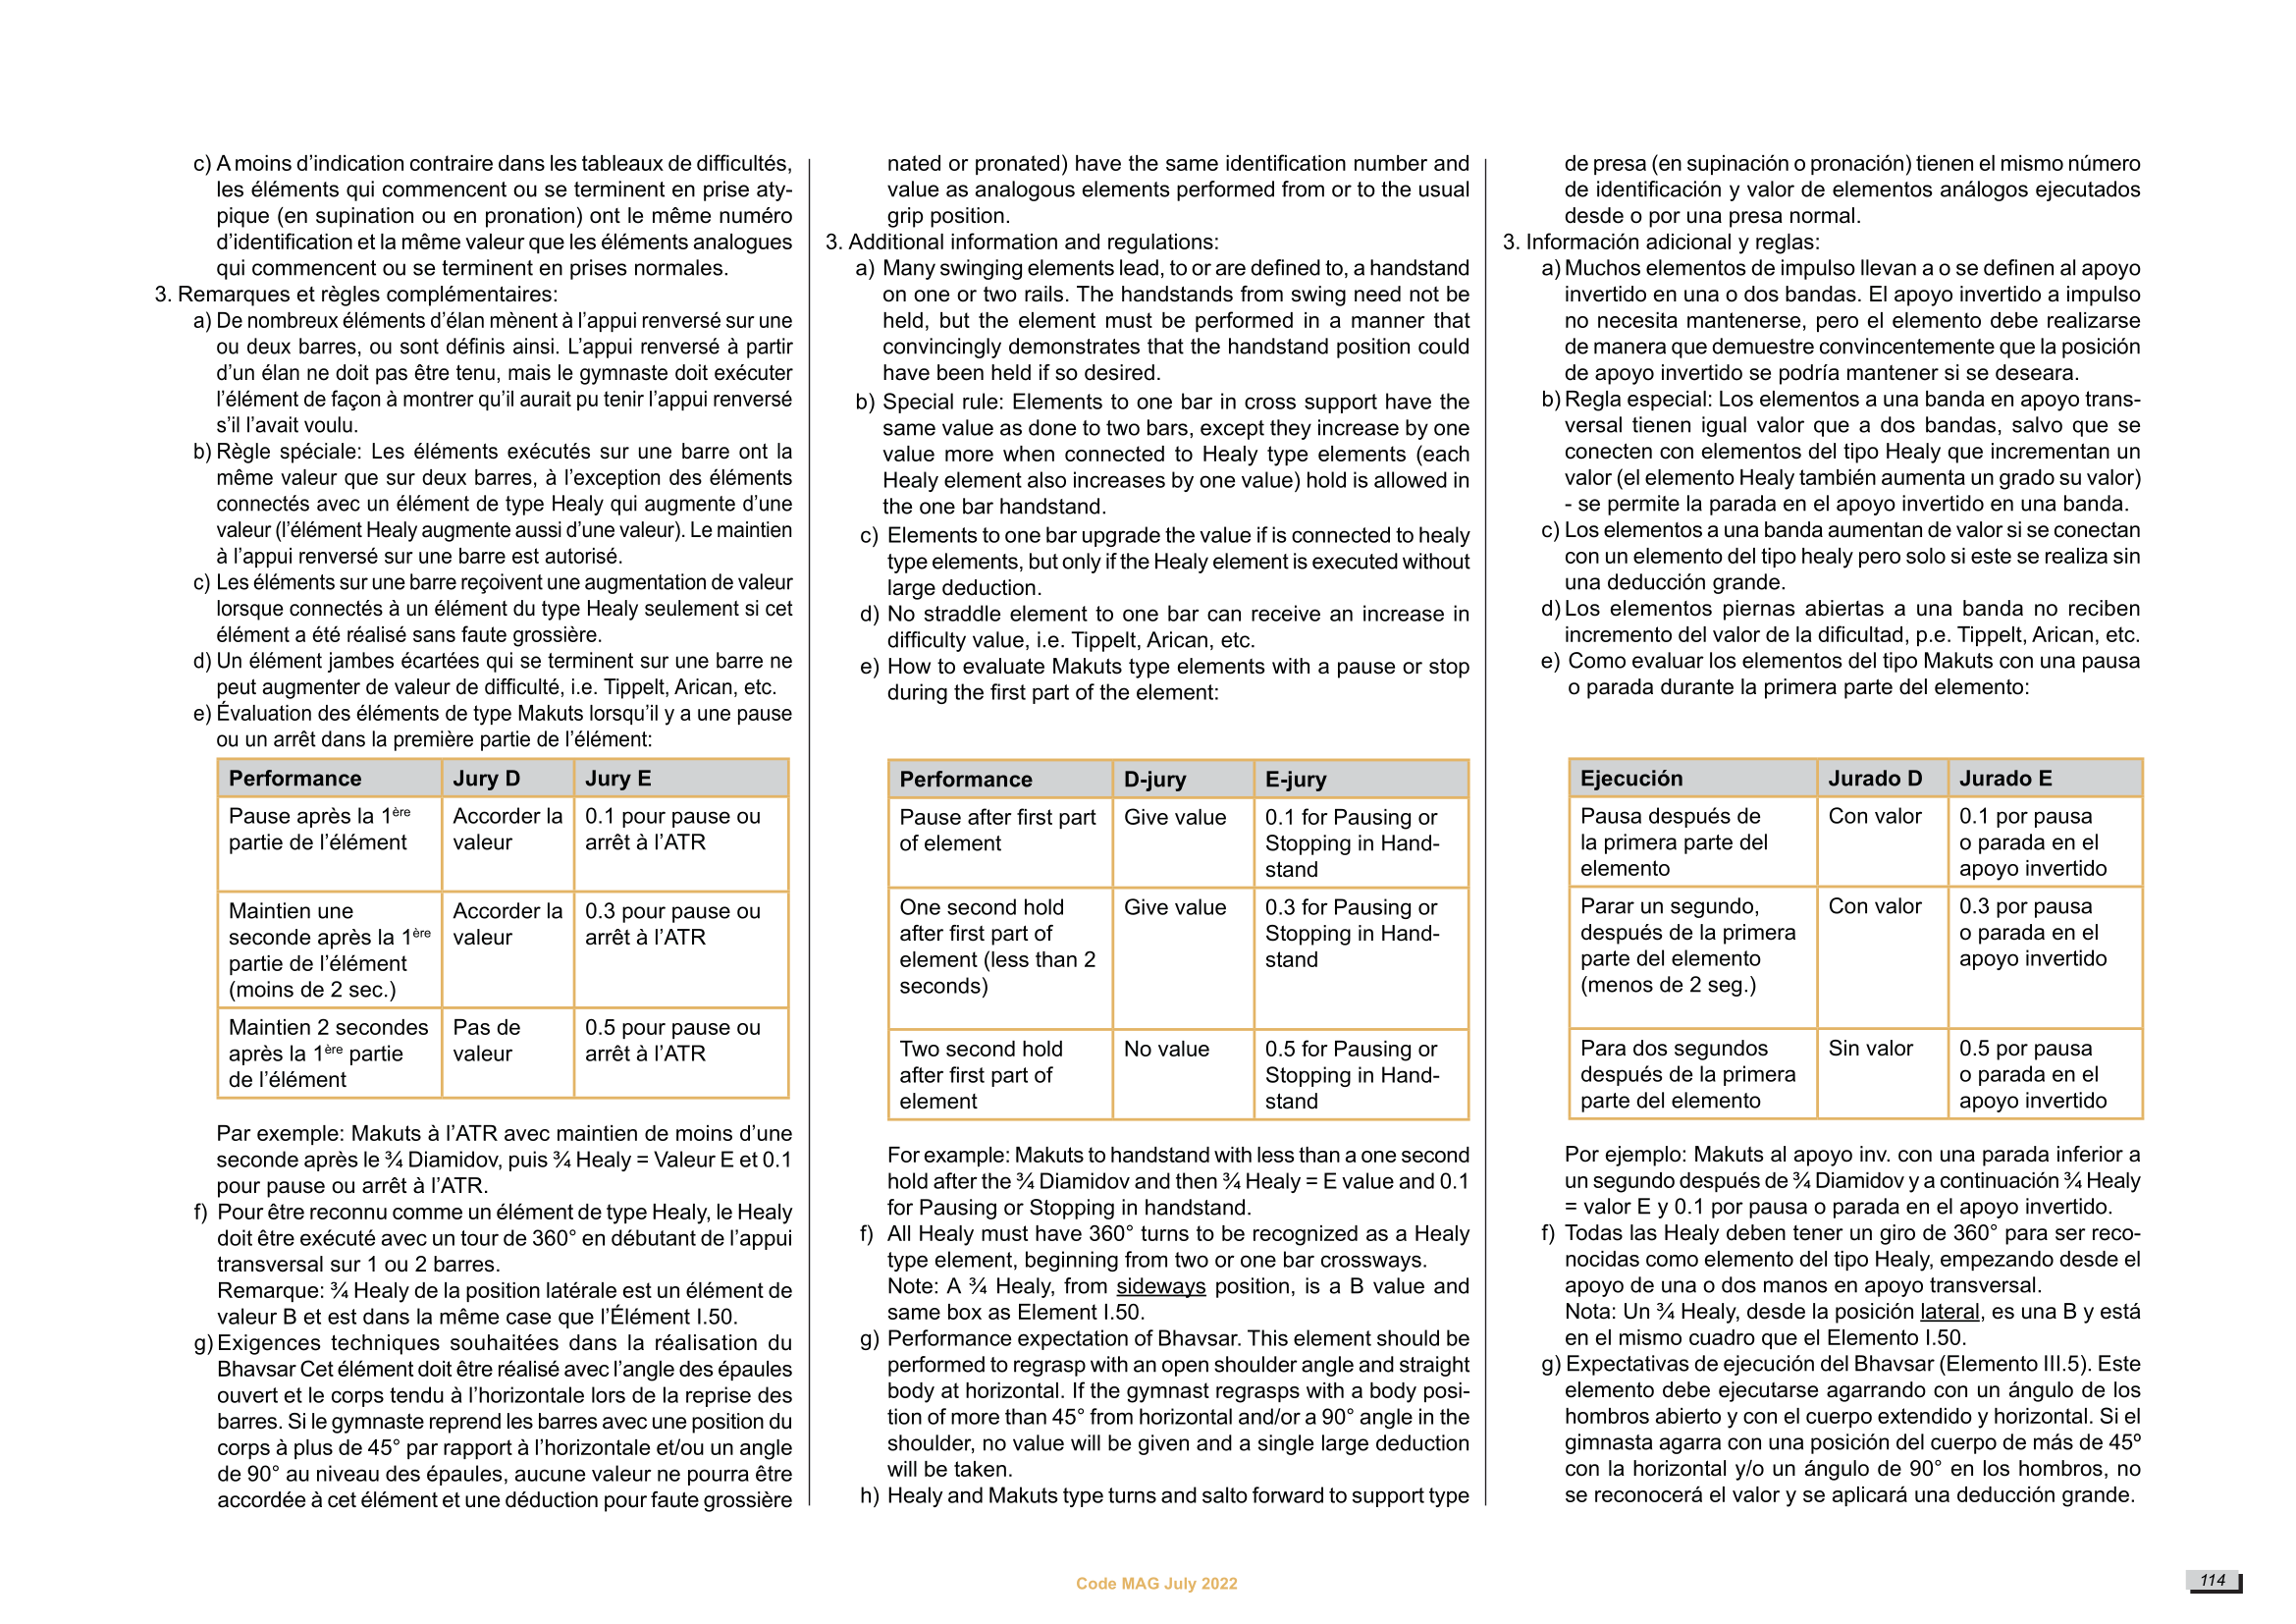 c) A moins d’indication contraire dans les tableaux de difficultés,
les éléments qui commencent ou se terminent en prise aty-
pique (en supination ou en pronation) ont le même numéro
d’identification et la même valeur que les éléments analogues
qui commencent ou se terminent en prises normales.
3. Remarques et règles complémentaires:
a) De nombreux éléments d’élan mènent à l’appui renversé sur une
ou deux barres, ou sont définis ainsi. L’appui renversé à partir
d’un élan ne doit pas être tenu, mais le gymnaste doit exécuter
l’élément de façon à montrer qu’il aurait pu tenir l’appui renversé
s’il l’avait voulu.
b) Règle spéciale: Les éléments exécutés sur une barre ont la
même valeur que sur deux barres, à l’exception des éléments
connectés avec un élément de type Healy qui augmente d’une
valeur (l’élément Healy augmente aussi d’une valeur). Le maintien
à l’appui renversé sur une barre est autorisé.
c) Les éléments sur une barre reçoivent une augmentation de valeur
lorsque connectés à un élément du type Healy seulement si cet
élément a été réalisé sans faute grossière.
d) Un élément jambes écartées qui se terminent sur une barre ne
peut augmenter de valeur de difficulté, i.e. Tippelt, Arican, etc.
e) Évaluation des éléments de type Makuts lorsqu’il y a une pause
ou un arrêt dans la première partie de l’élément:
Performance Jury D Jury E
Pause après la 1ère Accorder la 0.1 pour pause ou
partie de l’élément valeur arrêt à l’ATR
Maintien une Accorder la 0.3 pour pause ou
seconde après la 1ère valeur arrêt à l’ATR
partie de l’élément
(moins de 2 sec.)
Maintien 2 secondes Pas de 0.5 pour pause ou
après la 1ère partie valeur arrêt à l’ATR
de l’élément
Par exemple: Makuts à l’ATR avec maintien de moins d’une
seconde après le ¾ Diamidov, puis ¾ Healy = Valeur E et 0.1
pour pause ou arrêt à l’ATR.
f) Pour être reconnu comme un élément de type Healy, le Healy
doit être exécuté avec un tour de 360° en débutant de l’appui
transversal sur 1 ou 2 barres.
Remarque: ¾ Healy de la position latérale est un élément de
valeur B et est dans la même case que l’Élément I.50.
g) Exigences techniques souhaitées dans la réalisation du
Bhavsar Cet élément doit être réalisé avec l’angle des épaules
ouvert et le corps tendu à l’horizontale lors de la reprise des
barres. Si le gymnaste reprend les barres avec une position du
corps à plus de 45° par rapport à l’horizontale et/ou un angle
de 90° au niveau des épaules, aucune valeur ne pourra être
accordée à cet élément et une déduction pour faute grossière
nated or pronated) have the same identification number and
value as analogous elements performed from or to the usual
grip position.
3. Additional information and regulations:
a) Many swinging elements lead, to or are defined to, a handstand
on one or two rails. The handstands from swing need not be
held, but the element must be performed in a manner that
convincingly demonstrates that the handstand position could
have been held if so desired.
b) Special rule: Elements to one bar in cross support have the
same value as done to two bars, except they increase by one
value more when connected to Healy type elements (each
Healy element also increases by one value) hold is allowed in
the one bar handstand.
c) Elements to one bar upgrade the value if is connected to healy
type elements, but only if the Healy element is executed without
large deduction.
d) No straddle element to one bar can receive an increase in
difficulty value, i.e. Tippelt, Arican, etc.
e) How to evaluate Makuts type elements with a pause or stop
during the first part of the element:
Performance D-jury E-jury
Pause after first part Give value 0.1 for Pausing or
of element Stopping in Hand-
stand
One second hold Give value 0.3 for Pausing or
after first part of Stopping in Hand-
element (less than 2 stand
seconds)
Two second hold No value 0.5 for Pausing or
after first part of Stopping in Hand-
element stand
For example: Makuts to handstand with less than a one second
hold after the ¾ Diamidov and then ¾ Healy = E value and 0.1
for Pausing or Stopping in handstand.
f) All Healy must have 360° turns to be recognized as a Healy
type element, beginning from two or one bar crossways.
Note: A ¾ Healy, from sideways position, is a B value and
same box as Element I.50.
g) Performance expectation of Bhavsar. This element should be
performed to regrasp with an open shoulder angle and straight
body at horizontal. If the gymnast regrasps with a body posi-
tion of more than 45° from horizontal and/or a 90° angle in the
shoulder, no value will be given and a single large deduction
will be taken.
h) Healy and Makuts type turns and salto forward to support type
de presa (en supinación o pronación) tienen el mismo número
de identificación y valor de elementos análogos ejecutados
desde o por una presa normal.
3. Información adicional y reglas:
a) Muchos elementos de impulso llevan a o se definen al apoyo
invertido en una o dos bandas. El apoyo invertido a impulso
no necesita mantenerse, pero el elemento debe realizarse
de manera que demuestre convincentemente que la posición
de apoyo invertido se podría mantener si se deseara.
b) Regla especial: Los elementos a una banda en apoyo trans-
versal tienen igual valor que a dos bandas, salvo que se
conecten con elementos del tipo Healy que incrementan un
valor (el elemento Healy también aumenta un grado su valor)
- se permite la parada en el apoyo invertido en una banda.
c) Los elementos a una banda aumentan de valor si se conectan
con un elemento del tipo healy pero solo si este se realiza sin
una deducción grande.
d) Los elementos piernas abiertas a una banda no reciben
incremento del valor de la dificultad, p.e. Tippelt, Arican, etc.
e) Como evaluar los elementos del tipo Makuts con una pausa
o parada durante la primera parte del elemento:
Ejecución Jurado D Jurado E
Pausa después de Con valor 0.1 por pausa
la primera parte del o parada en el
elemento apoyo invertido
Parar un segundo, Con valor 0.3 por pausa
después de la primera o parada en el
parte del elemento apoyo invertido
(menos de 2 seg.)
Para dos segundos Sin valor 0.5 por pausa
después de la primera o parada en el
parte del elemento apoyo invertido
Por ejemplo: Makuts al apoyo inv. con una parada inferior a
un segundo después de ¾ Diamidov y a continuación ¾ Healy
= valor E y 0.1 por pausa o parada en el apoyo invertido.
f) Todas las Healy deben tener un giro de 360° para ser reco-
nocidas como elemento del tipo Healy, empezando desde el
apoyo de una o dos manos en apoyo transversal.
Nota: Un ¾ Healy, desde la posición lateral, es una B y está
en el mismo cuadro que el Elemento I.50.
g) Expectativas de ejecución del Bhavsar (Elemento III.5). Este
elemento debe ejecutarse agarrando con un ángulo de los
hombros abierto y con el cuerpo extendido y horizontal. Si el
gimnasta agarra con una posición del cuerpo de más de 45º
con la horizontal y/o un ángulo de 90° en los hombros, no
se reconocerá el valor y se aplicará una deducción grande.
Code MAG July 2022
114